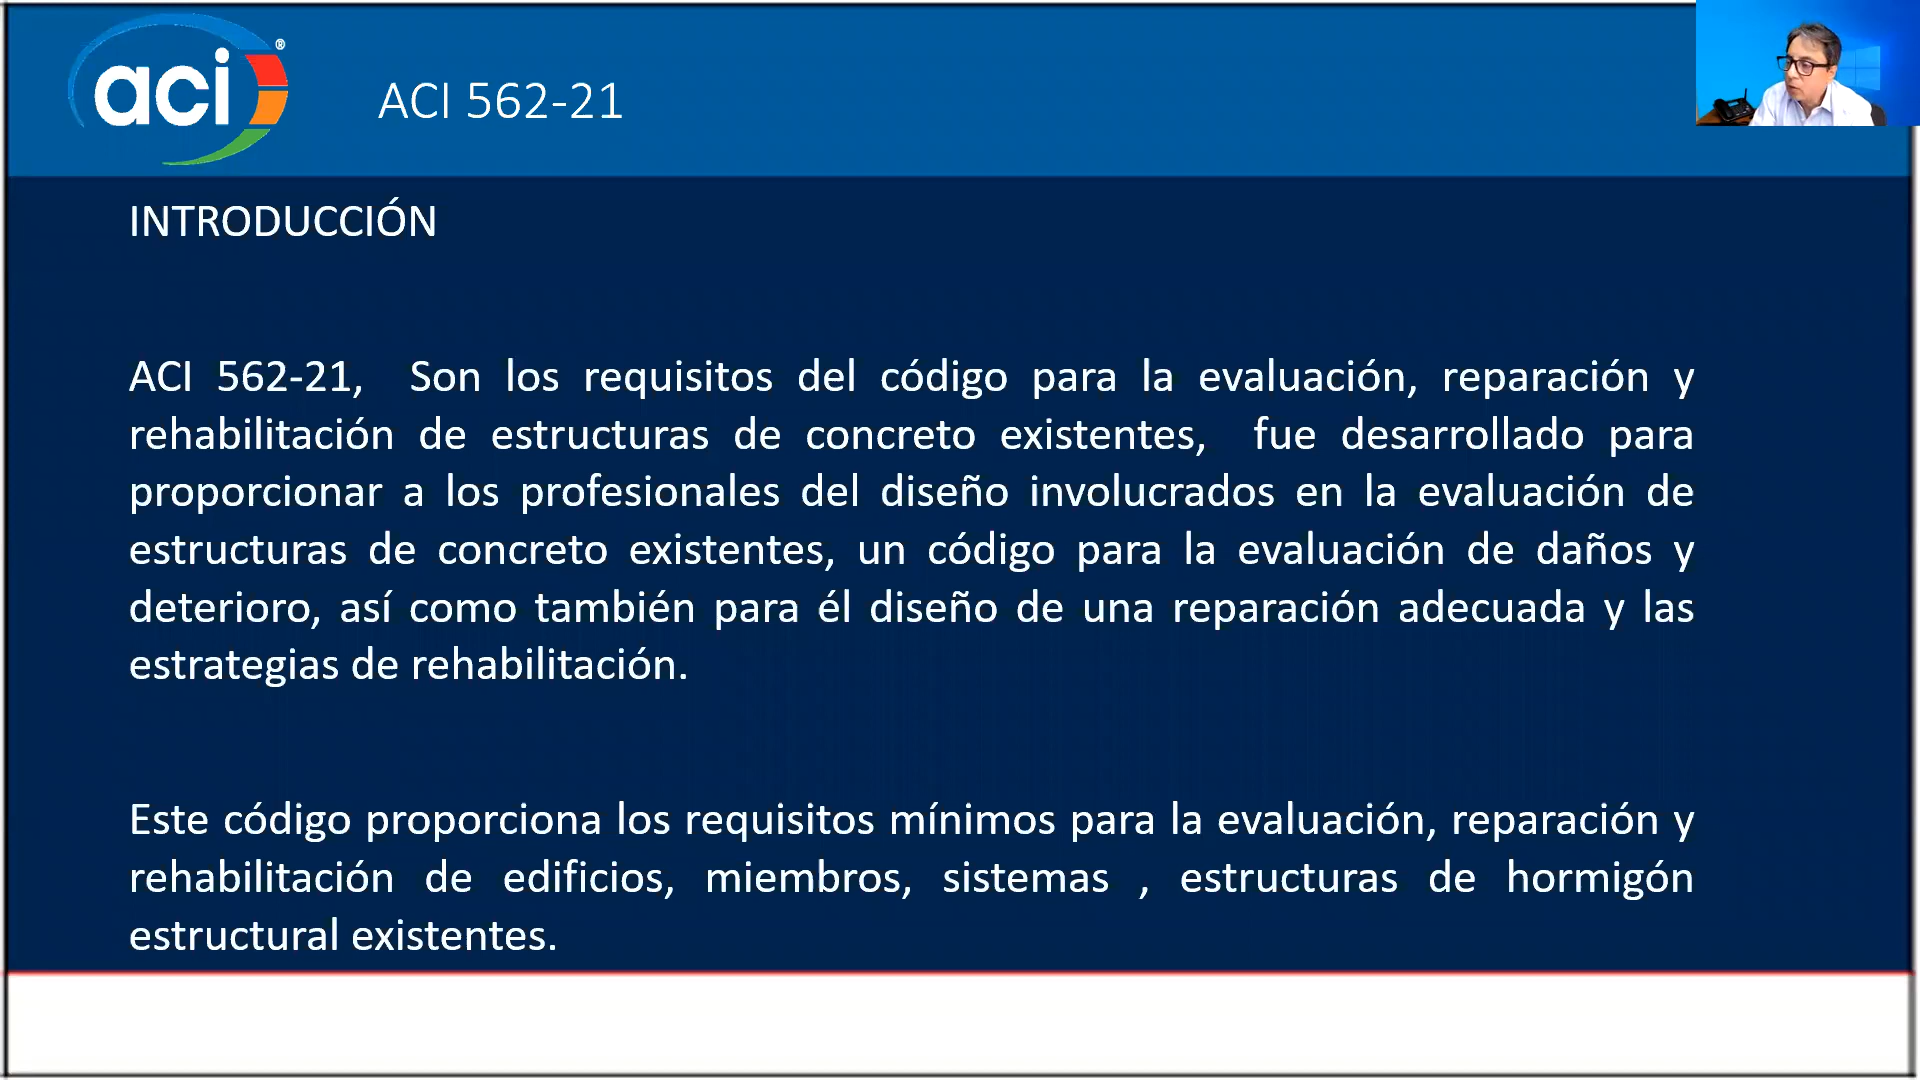 aci®
ACI 562-21
INTRODUCCIÓN
ACI 562-21, Son los requisitos del código para la evaluación, reparación y
rehabilitación de estructuras de concreto existentes, fue desarrollado para
proporcionar a los profesionales del diseño involucrados en la evaluación de
estructuras de concreto existentes, un código para la evaluación de daños y
deterioro, así como también para él diseño de una reparación adecuada y las
estrategias de rehabilitación.
Este código proporciona los requisitos mínimos para la evaluación, reparación y
rehabilitación de edificios, miembros, sistemas , estructuras de hormigón
estructural existentes.